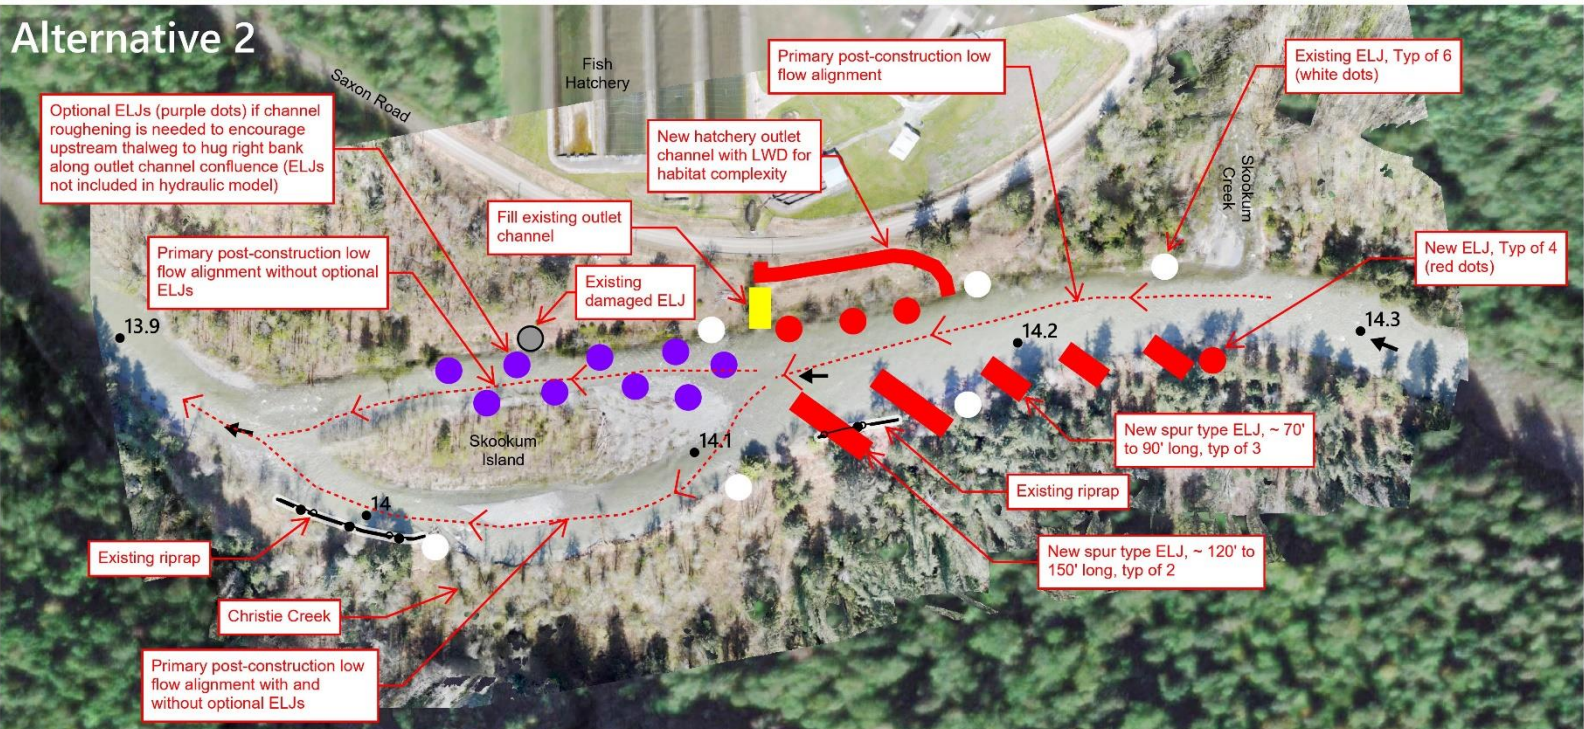 Alternative 2
Saxon Road
Fish
Hatchery
Primary post-construction low
flow alignment
Existing ELJ, Typ of 6
(white dots)
Optional ELJs (purple dots) if channel
roughening is needed to encourage
upstream thalweg to hug right bank
along outlet channel confluence (ELJs
not included in hydraulic model)
New hatchery outlet
channel with LWD for
habitat complexity
Skookum
Creek
Fill existing outlet
channel
Primary post-construction low
flow alignment without optional
ELJs
Existing
damaged ELJ
New ELJ, Typ of 4
(red dots)
13.9
14.3
14.2
Skookum
Island
14.1
New spur type ELJ, ~ 70'
to 90' long, typ of 3
Existing riprap
14
Existing riprap
New spur type ELJ, ~ 120' to
150' long, typ of 2
Christie Creek
Primary post-construction low
flow alignment with and
without optional ELJs